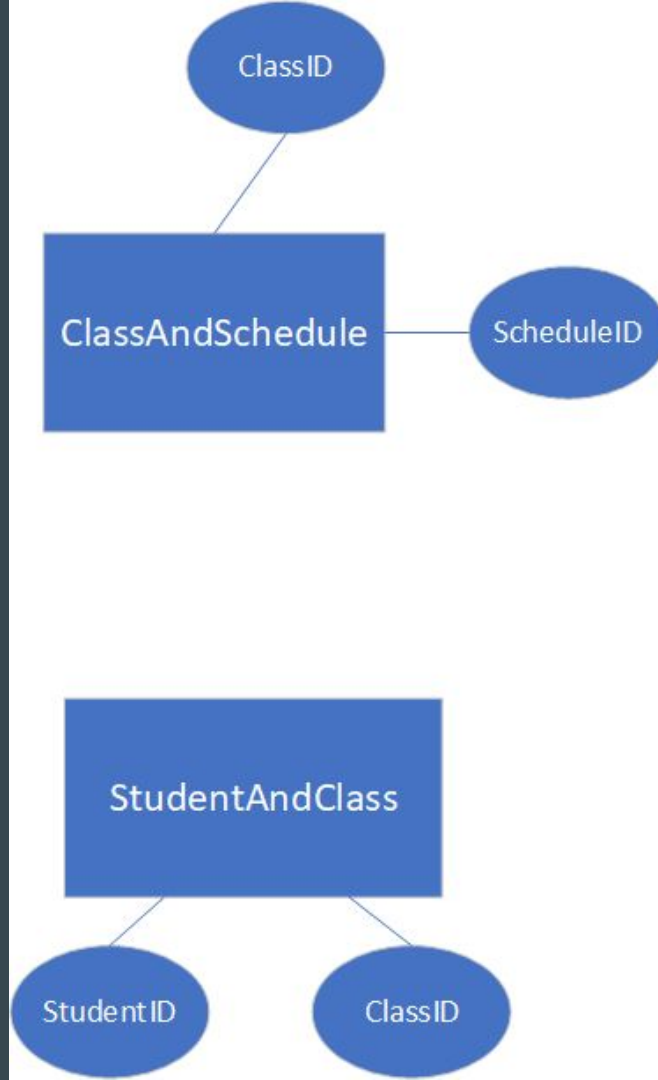 ClassID
ClassAndSchedule
ScheduleID
StudentAndClass
StudentID
ClassID